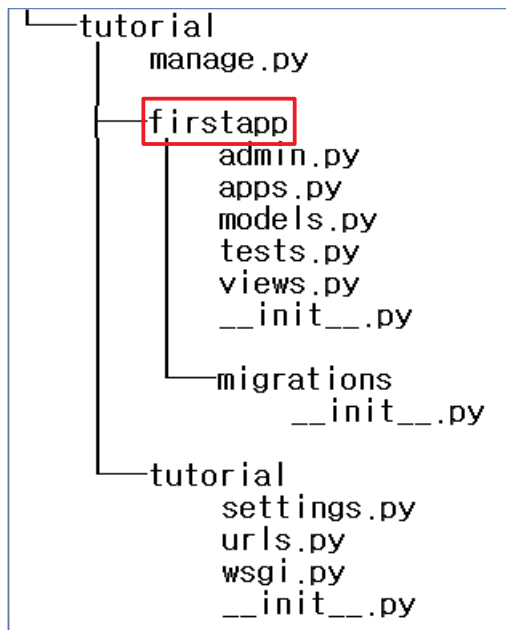 tutorial
manage.py
firstapp
admin.py
apps.py
models.py
tests.py
views.py
__init__.py
migrations
__init__.py
tutorial
settings.py
urls.py
wsgi.py
__init__.py